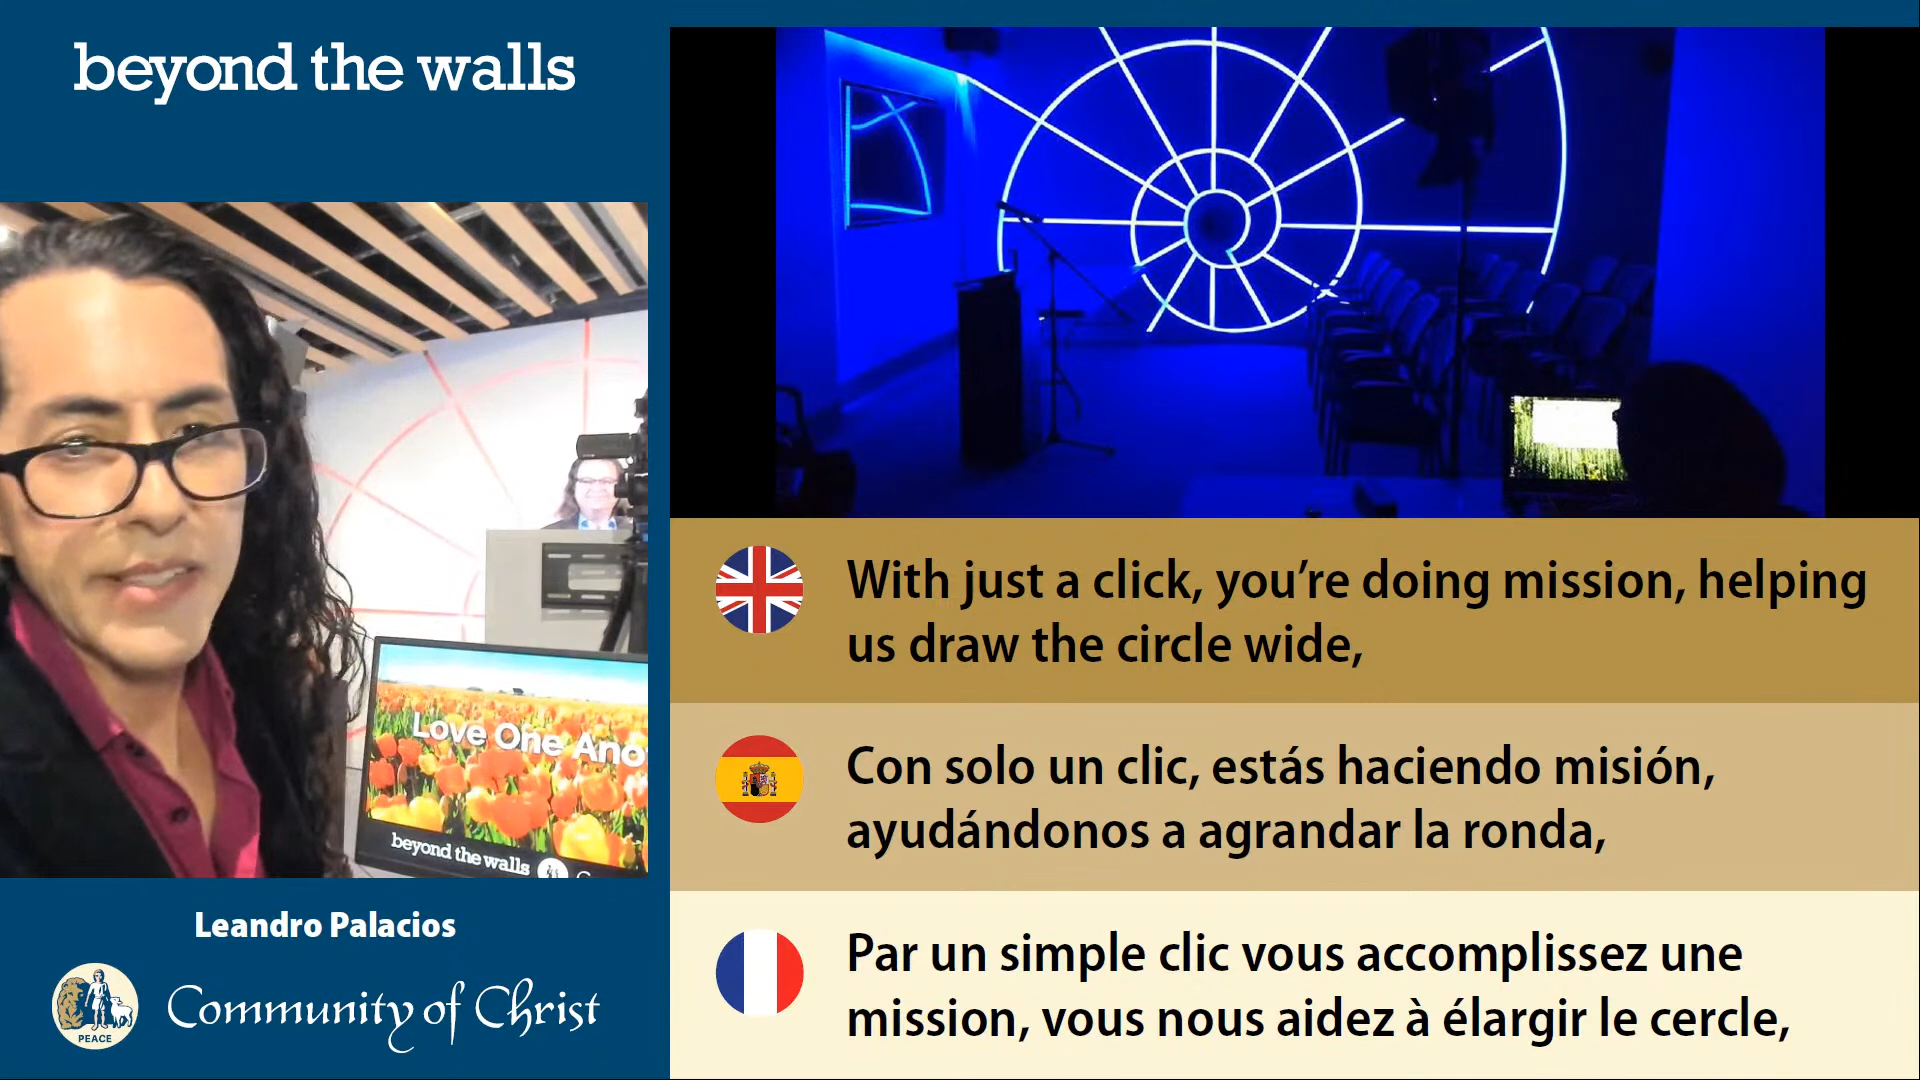 beyond the walls
Love One Ano
beyond the walls
Leandro Palacios
PEACE
Community of Christ
With just a click, you’re doing mission, helping
us draw the circle wide,
Con solo un clic, estás haciendo misión,
ayudándonos a agrandar la ronda,
Par un simple clic vous accomplissez une
mission, vous nous aidez à élargir le cercle,